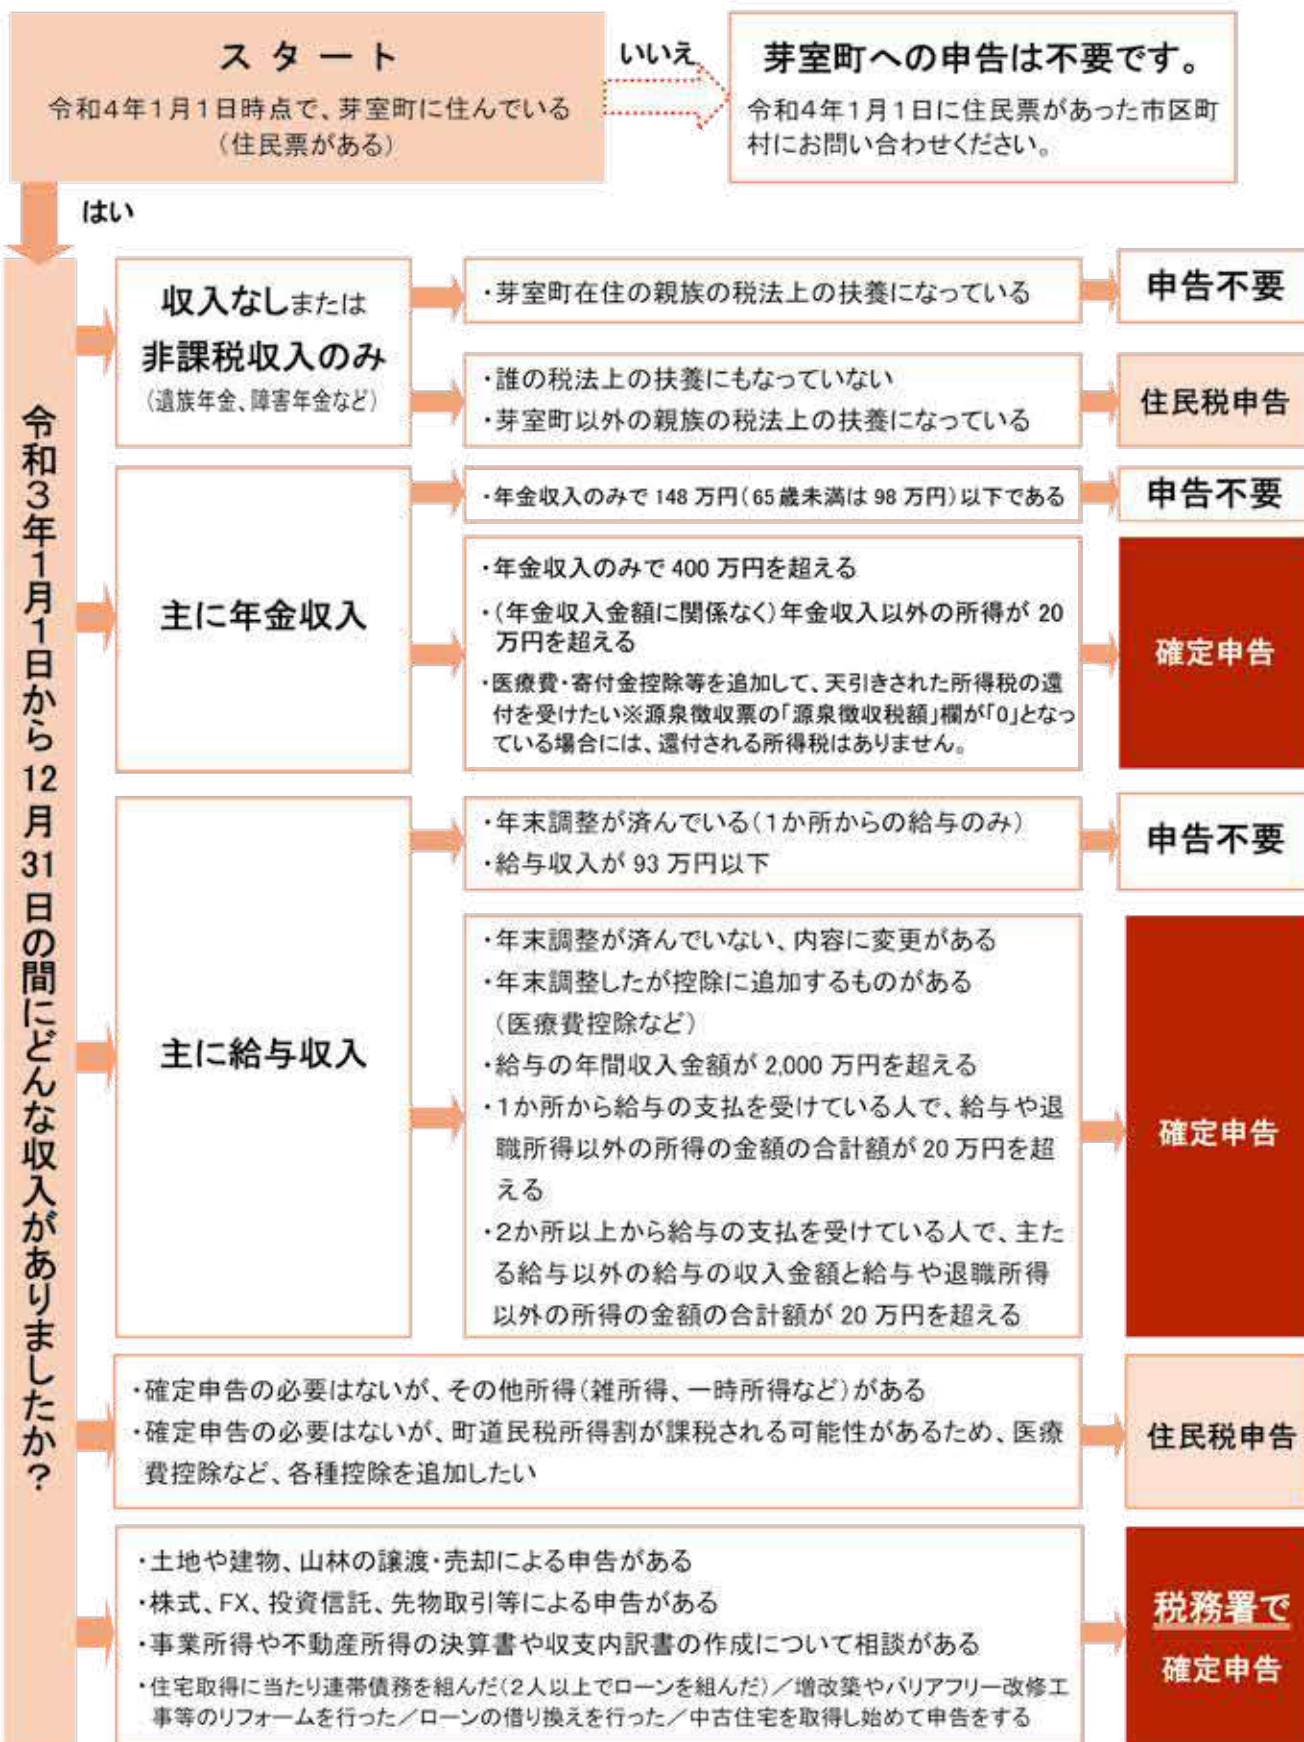 スタート
令和4年1月1日時点で、芽室町に住んでいる
（住民票がある）
いいえ
芽室町への申告は不要です。
令和4年1月1日に住民票があった市区町
村にお問い合わせください。
はい
令和3年1月1日から12月31日の間にどんな収入がありましたか？
収入なしまたは
非課税収入のみ
（遺族年金、障害年金など）
・芽室町在住の親族の税法上の扶養になっている
申告不要
・誰の税法上の扶養にもなっていない
・芽室町以外の親族の税法上の扶養になっている
住民税申告
主に年金収入
・年金収入のみで148万円（65歳未満は98万円）以下である
申告不要
・年金収入のみで400万円を超える
・（年金収入金額に関係なく）年金収入以外の所得が20
万円を超える
・医療費・寄付金控除等を追加して、天引きされた所得税の還
付を受けたい※源泉徴収票の「源泉徴収税額」欄が「0」となっ
ている場合には、還付される所得税はありません。
確定申告
主に給与収入
・年末調整が済んでいる（1か所からの給与のみ）
・給与収入が93万円以下
申告不要
・年末調整が済んでいない、内容に変更がある
・年末調整したが控除に追加するものがある
（医療費控除など）
・給与の年間収入金額が2,000万円を超える
・1か所から給与の支払を受けている人で、給与や退
職所得以外の所得の金額の合計額が20万円を超
える
・2か所以上から給与の支払を受けている人で、主た
る給与以外の給与の収入金額と給与や退職所得
以外の所得の金額の合計額が20万円を超える
確定申告
・確定申告の必要はないが、その他所得（雑所得、一時所得など）がある
・確定申告の必要はないが、町道民税所得割が課税される可能性があるため、医療
費控除など、各種控除を追加したい
住民税申告
・土地や建物、山林の譲渡・売却による申告がある
・株式、FX、投資信託、先物取引等による申告がある
・事業所得や不動産所得の決算書や収支内訳書の作成について相談がある
・住宅取得に当たり連帯債務を組んだ（2人以上でローンを組んだ）／増改築やバリアフリー改修工
事等のリフォームを行った／ローンの借り換えを行った／中古住宅を取得し始めて申告をする
税務署で
確定申告